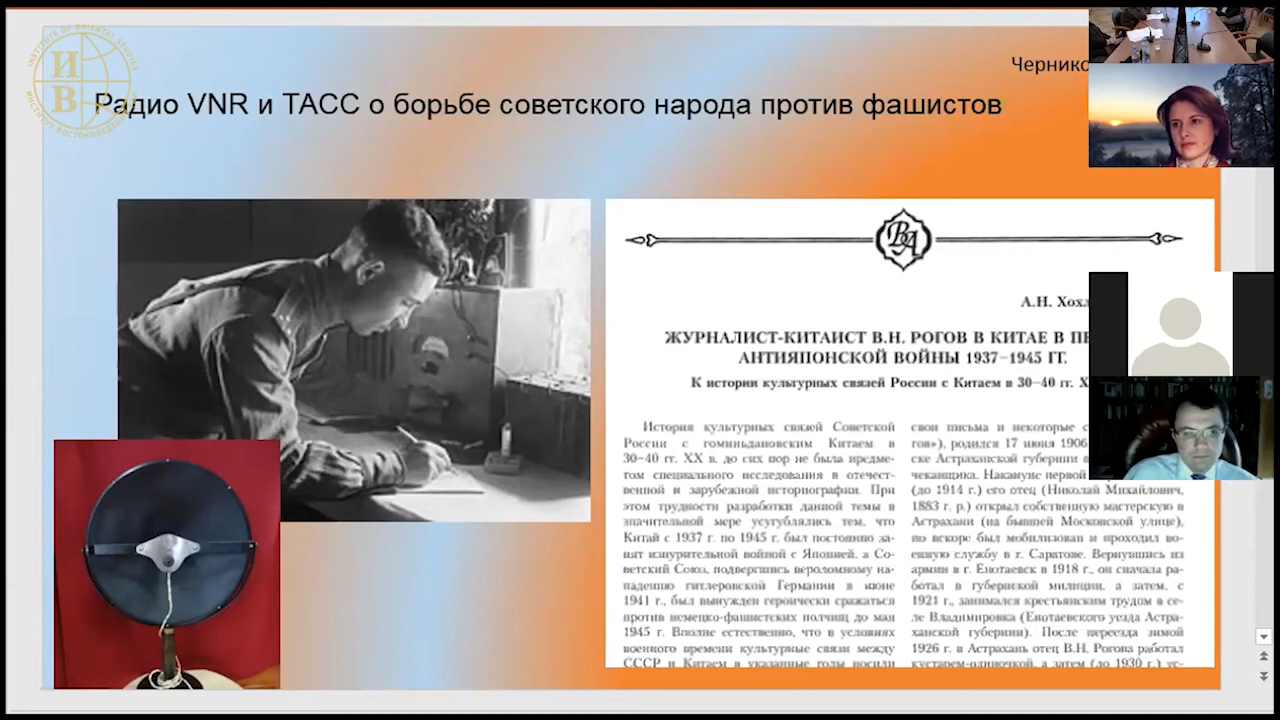 INSTITUTE OF ORIENTAL STUDIES
ИВ
ИНСТИТУТ ВОСТОКОВЕДЕНИЯ
Радио VNR и ТАСС о борьбе советского народа против фашистов
ВА
А.Н.
ЖУРНАЛИСТ-КИТАИСТ В.Н. РОГОВ В КИТАЕ В
АНТИЯПОНСКОЙ ВОЙНЫ 1937–1945 ГГ.
К истории культурных связей России с Китаем в 30–40 гг.
История культурных связей Советской
России с гоминьдановским Китаем в
30–40 гг. XX в. до сих пор не была предме-
том специального исследования в отечест-
венной и зарубежной историографии. При
этом трудности разработки данной темы в
значительной мере усугублялись тем, что
Китай с 1937 г. по 1945 г. был постоянно за-
нят изнурительной войной с Японией, а Со-
ветский Союз, подвергшись вероломному на-
падению гитлеровской Германии в июне
1941 г., был вынужден героически сражаться
против немецко-фашистских полчищ до мая
1945 г. Вполне естественно, что в условиях
военного времени культурные связи между
СССР и Китаем в указанные годы носили
свои письма и некоторые
гов»), родился 17 июня 1906
ске Астраханской губернии в
чеканщика. Накануне первой
(до 1914 г.) его отец (Николай Михайлович,
1883 г. р.) открыл собственную мастерскую в
Астрахани (на бывшей Московской улице),
но вскоре был мобилизован и проходил во-
енную службу в г. Саратове. Вернувшись из
армии в г. Енотаевск в 1918 г., он сначала ра-
ботал в губернской милиции, а затем, с
1921 г., занимался крестьянским трудом в се-
ле Владимировка (Енотаевского уезда Астра-
ханской губернии). После переезда зимой
1926 г. в Астрахань отец В.Н. Рогова работал
кустарем-одиночкой, а затем (до 1930 г.) ус-